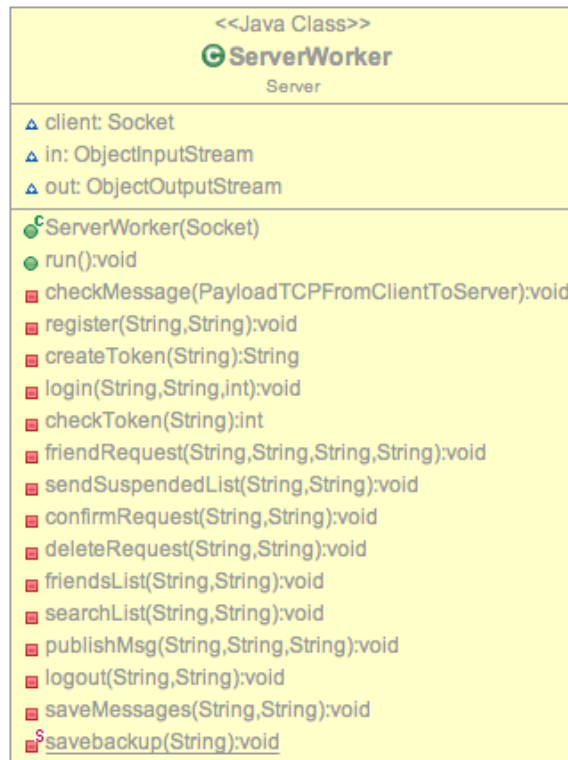 <<Java Class>>
C ServerWorker
Server
client: Socket
in: ObjectInputStream
out: ObjectOutputStream
C ServerWorker(Socket)
run():void
checkMessage(PayloadTCPFromClientToServer):void
register(String,String):void
createToken(String):String
login(String,String,int):void
checkToken(String):int
friendRequest(String,String,String,String):void
sendSuspendedList(String,String):void
confirmRequest(String,String):void
deleteRequest(String,String):void
friendsList(String,String):void
searchList(String,String):void
publishMsg(String,String,String):void
logout(String,String):void
saveMessages(String,String):void
S savebackup(String):void